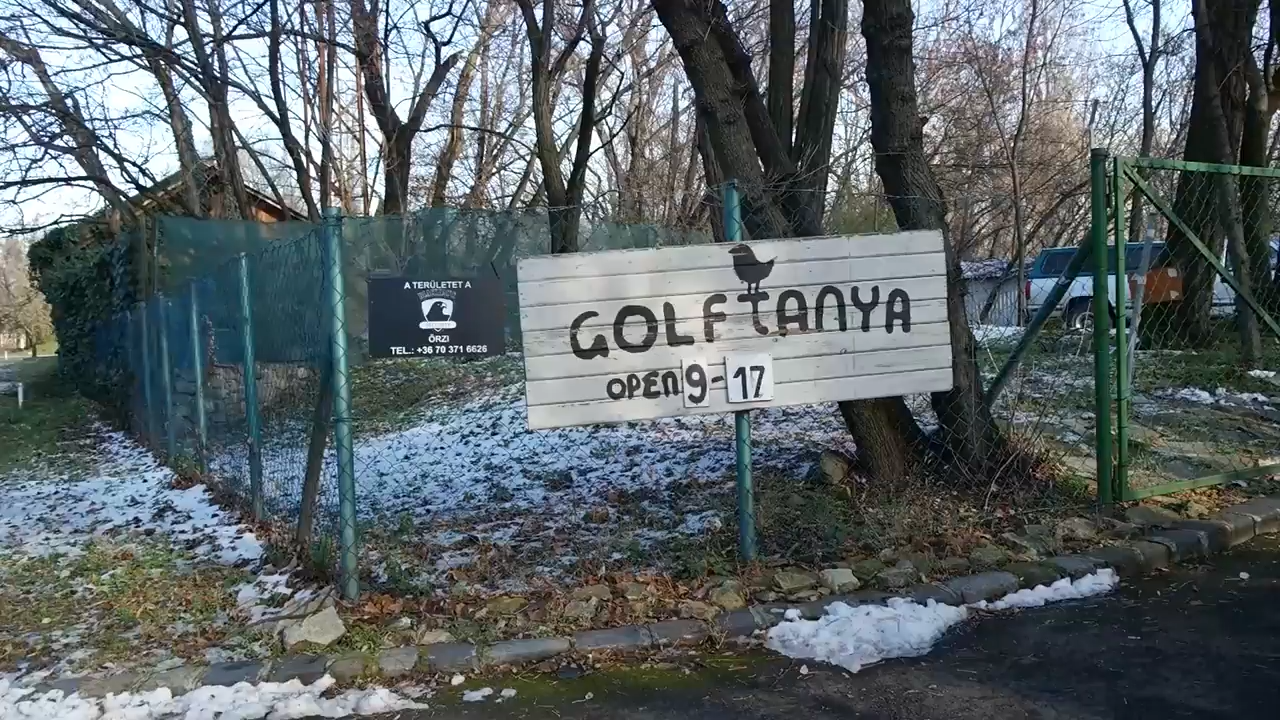 A TERÜLETET A
ŐRZI
TEL.: +36 70 371 6626
GOLFTANYA
OPEN 9-17